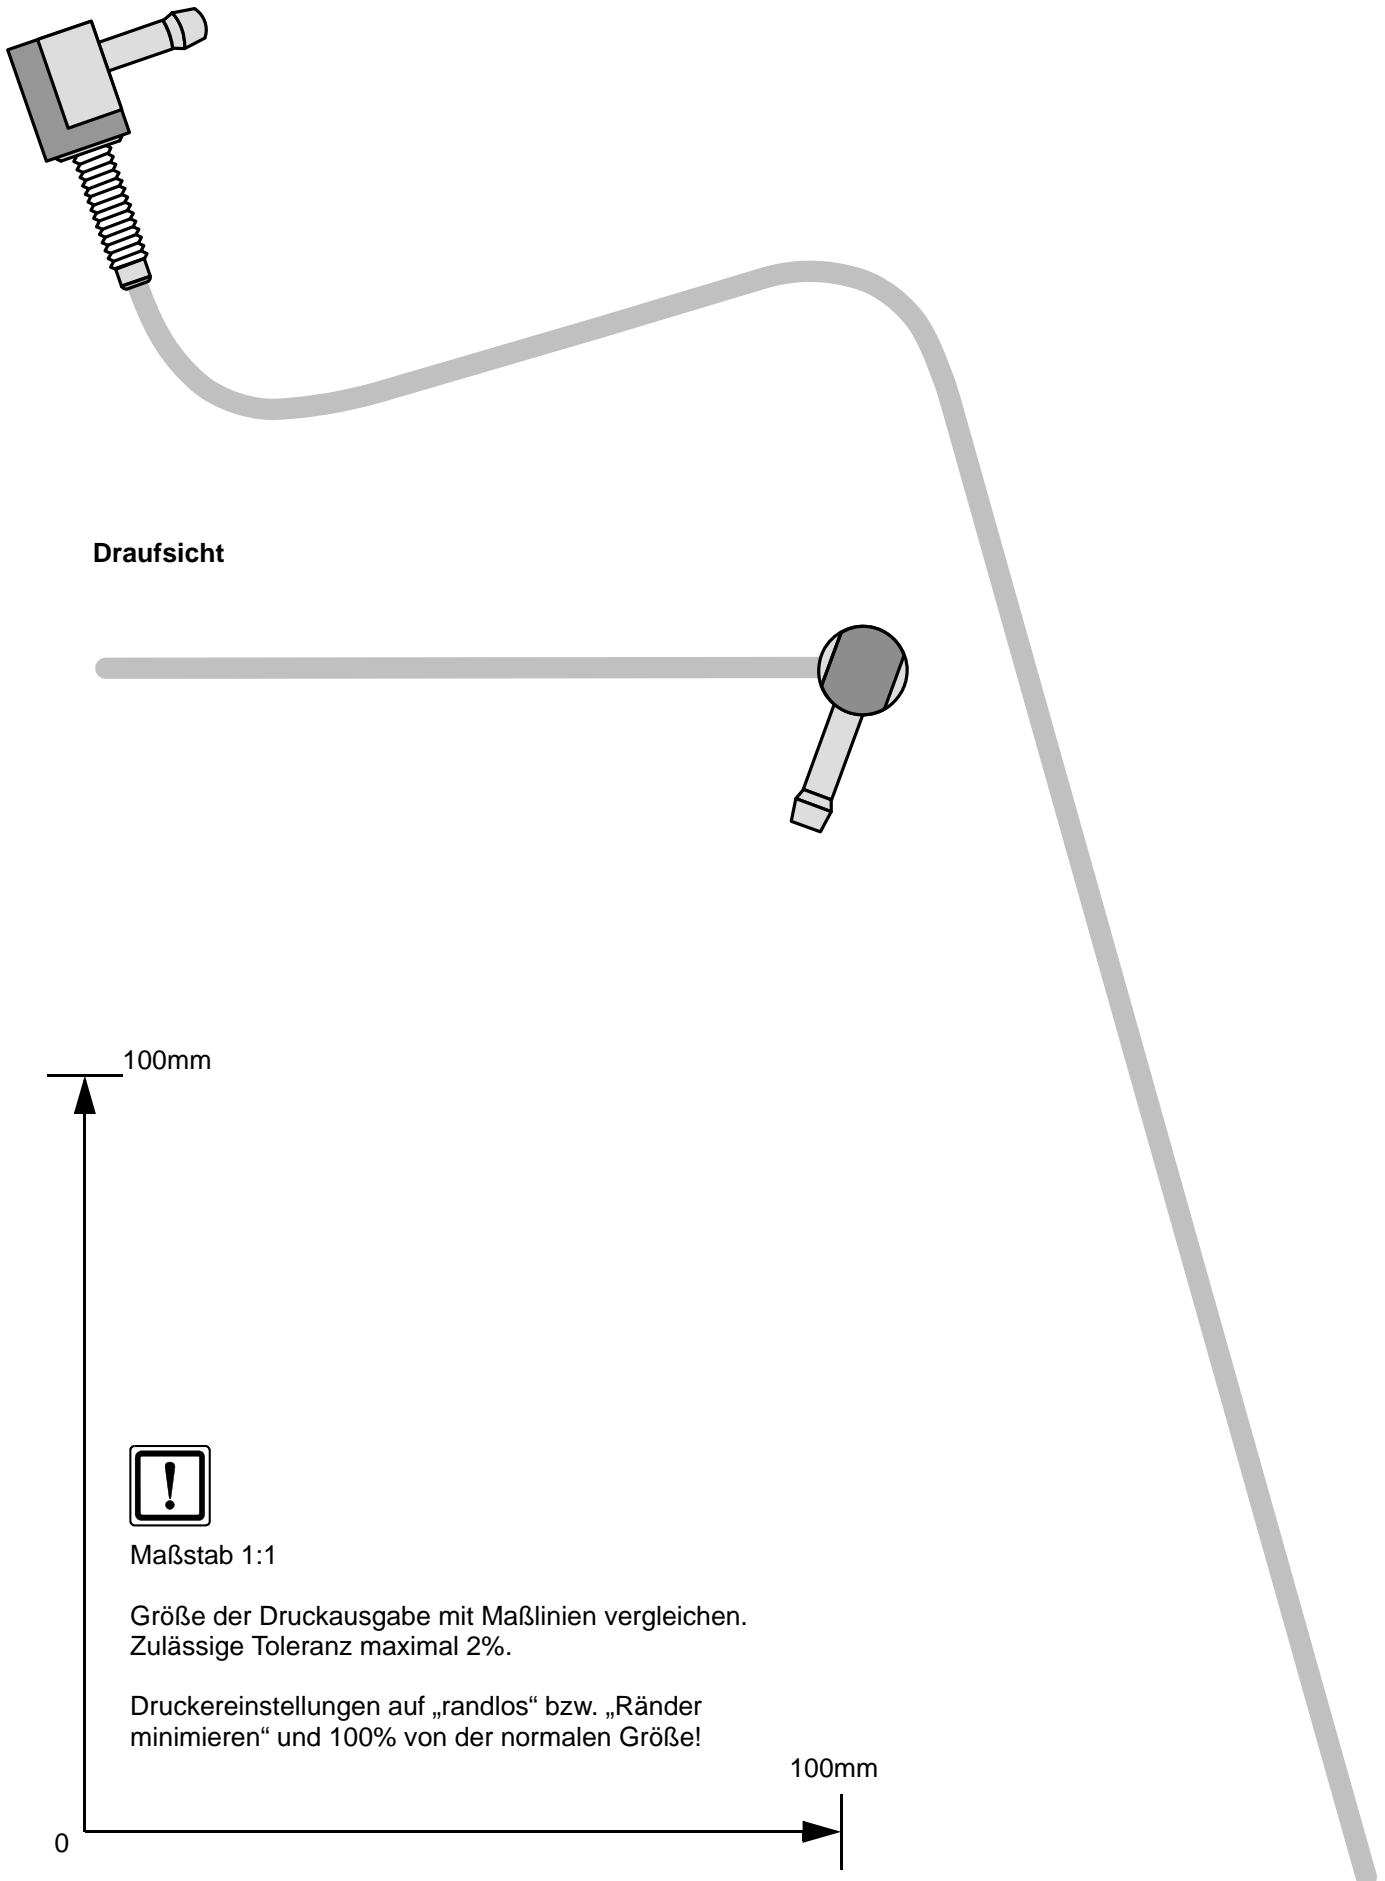 Draufsicht
100mm
!
Maßstab 1:1
Größe der Druckausgabe mit Maßlinien vergleichen.
Zulässige Toleranz maximal 2%.
Druckereinstellungen auf „randlos“ bzw. „Ränder
minimieren“ und 100% von der normalen Größe!
100mm
0